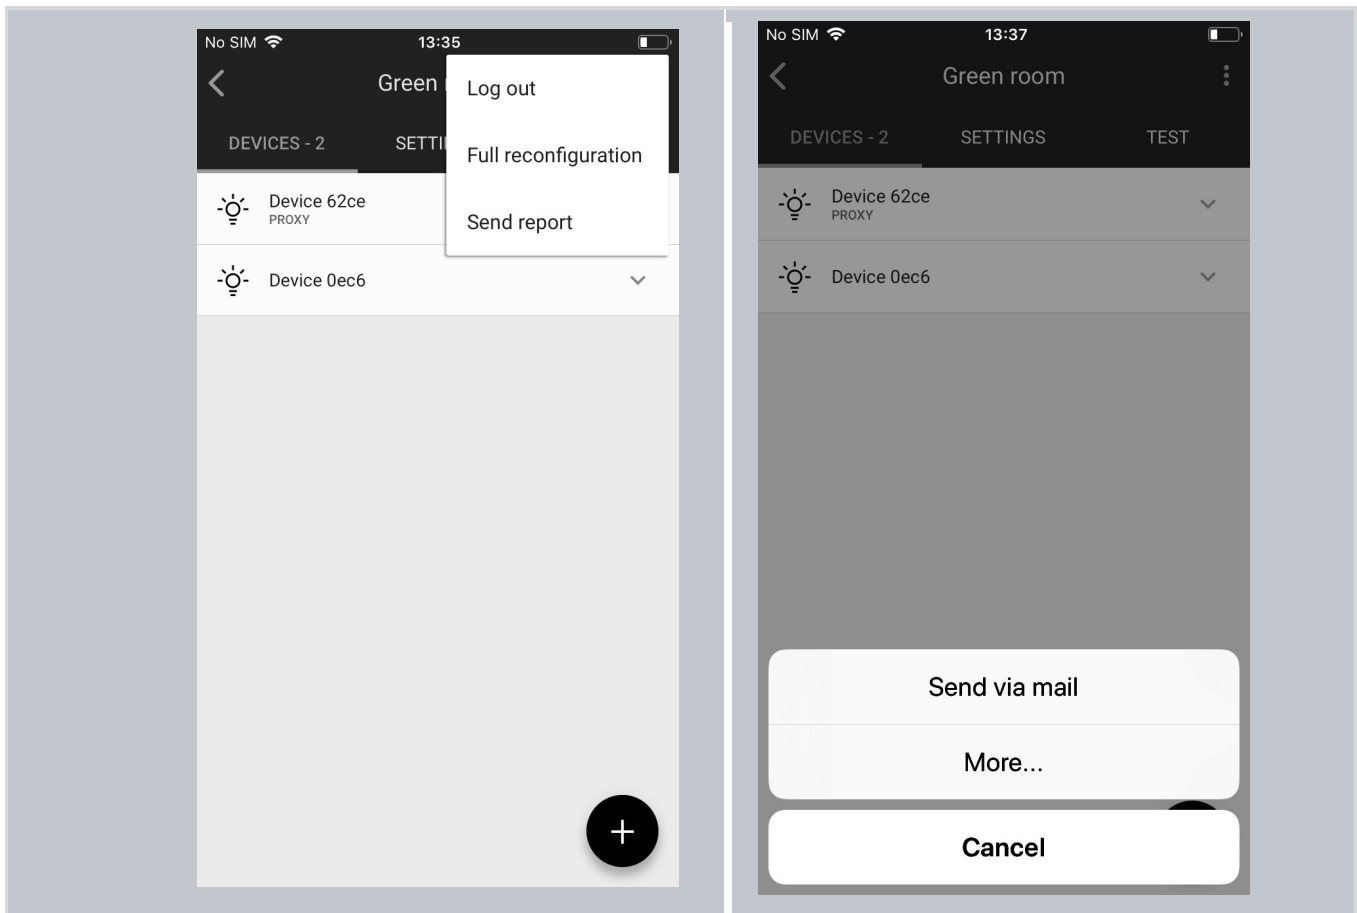 No SIM 13:35
Green
Log out
DEVICES - 2 SETTI
Full reconfiguration
Device 62ce
PROXY
Send report
Device 0ec6
+
No SIM 13:37
Green room
DEVICES - 2 SETTINGS TEST
Device 62ce
PROXY
Device 0ec6
Send via mail
More...
Cancel